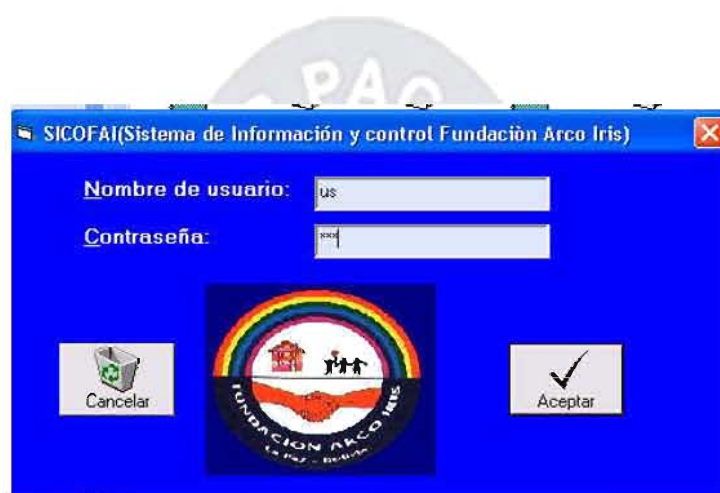 PAC
SICOFAI(Sistema de Información y control Fundaciòn Arco Iris)
Nombre de usuario:
us
Contraseña:
***
Cancelar
Aceptar
FUNDACION ARCO IRIS
La Paz - Bolivia